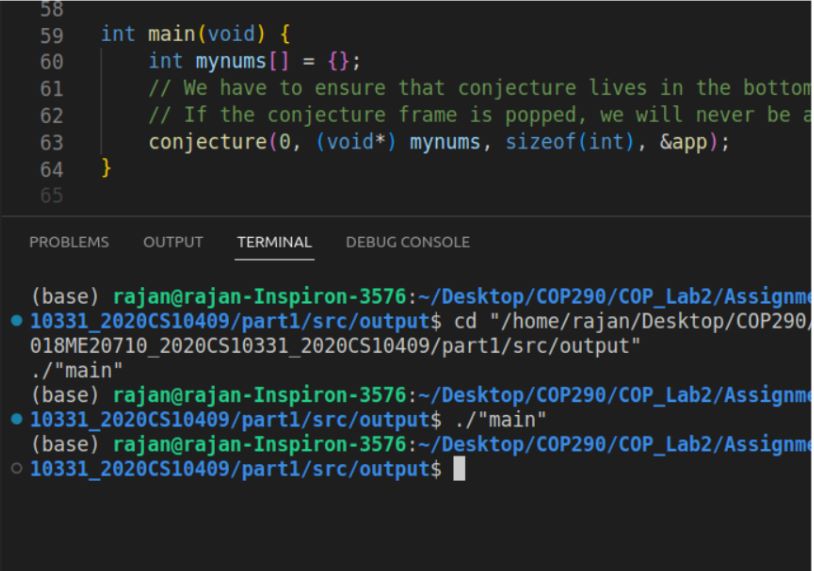 58
59 int main(void) {
60 int mynums[] = {};
61 // We have to ensure that conjecture lives in the bottom
62 // If the conjecture frame is popped, we will never be a
63 conjecture(0, (void*) mynums, sizeof(int), &app);
64 }
65
PROBLEMS OUTPUT TERMINAL DEBUG CONSOLE
(base) rajan@rajan-Inspiron-3576:~/Desktop/COP290/COP_Lab2/Assignme
10331_2020CS10409/part1/src/output$ cd "/home/rajan/Desktop/COP290/
018ME20710_2020CS10331_2020CS10409/part1/src/output"
./"main"
(base) rajan@rajan-Inspiron-3576:~/Desktop/COP290/COP_Lab2/Assignme
10331_2020CS10409/part1/src/output$ ./"main"
(base) rajan@rajan-Inspiron-3576:~/Desktop/COP290/COP_Lab2/Assignme
10331_2020CS10409/part1/src/output$